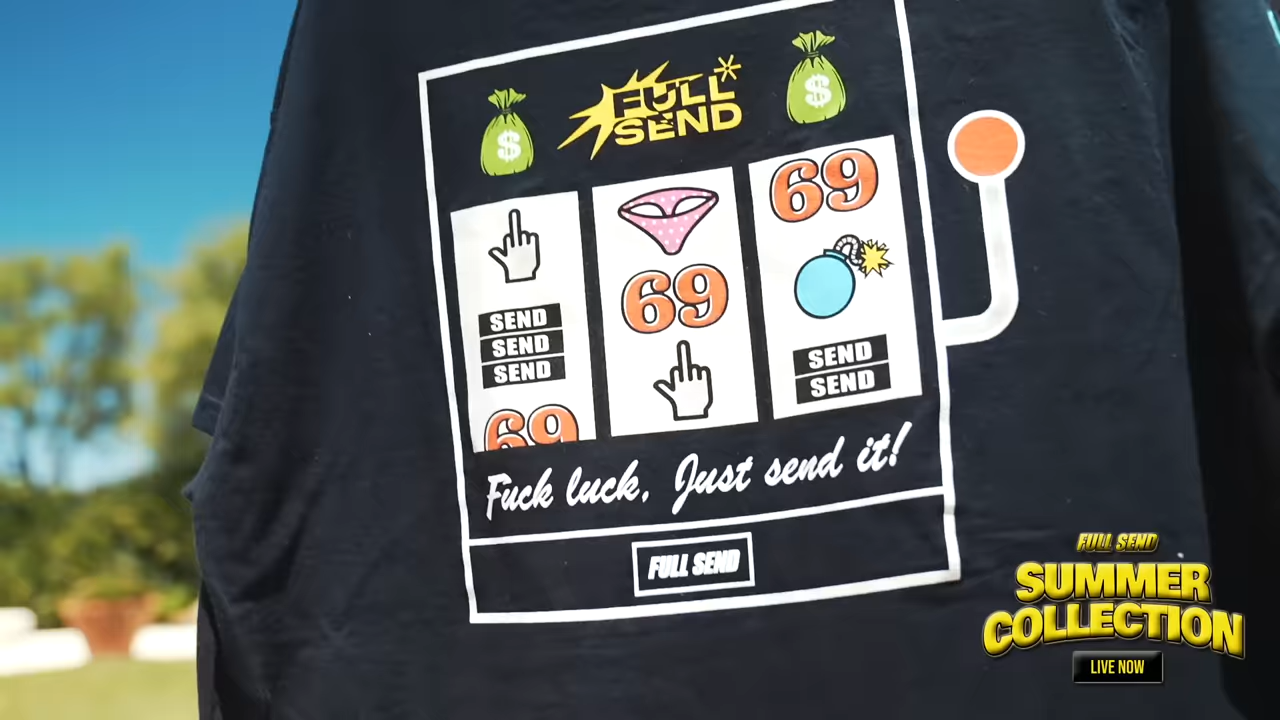 FULL
SEND
$
$
69
SEND
SEND
SEND
69
69
SEND
SEND
Fuck luck, Just send it!
FULL SEND
FULL SEND
SUMMER
COLLECTION
LIVE NOW